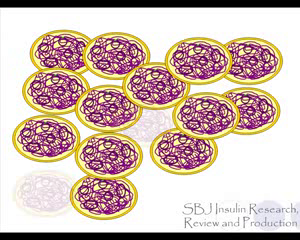 SBJ Insulin Research,
Review and Production